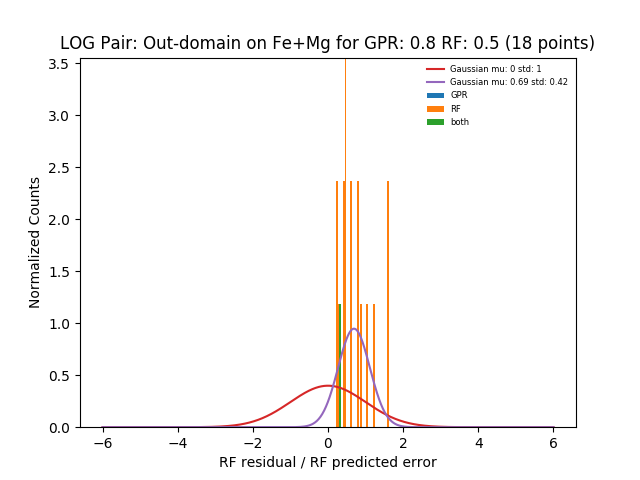 LOG Pair: Out-domain on Fe+Mg for GPR: 0.8 RF: 0.5 (18 points)
Gaussian mu: 0 std: 1
Gaussian mu: 0.69 std: 0.42
GPR
RF
both
Normalized Counts
3.5
3.0
2.5
2.0
1.5
1.0
0.5
0.0
−6
−4
−2
0
2
4
6
RF residual / RF predicted error